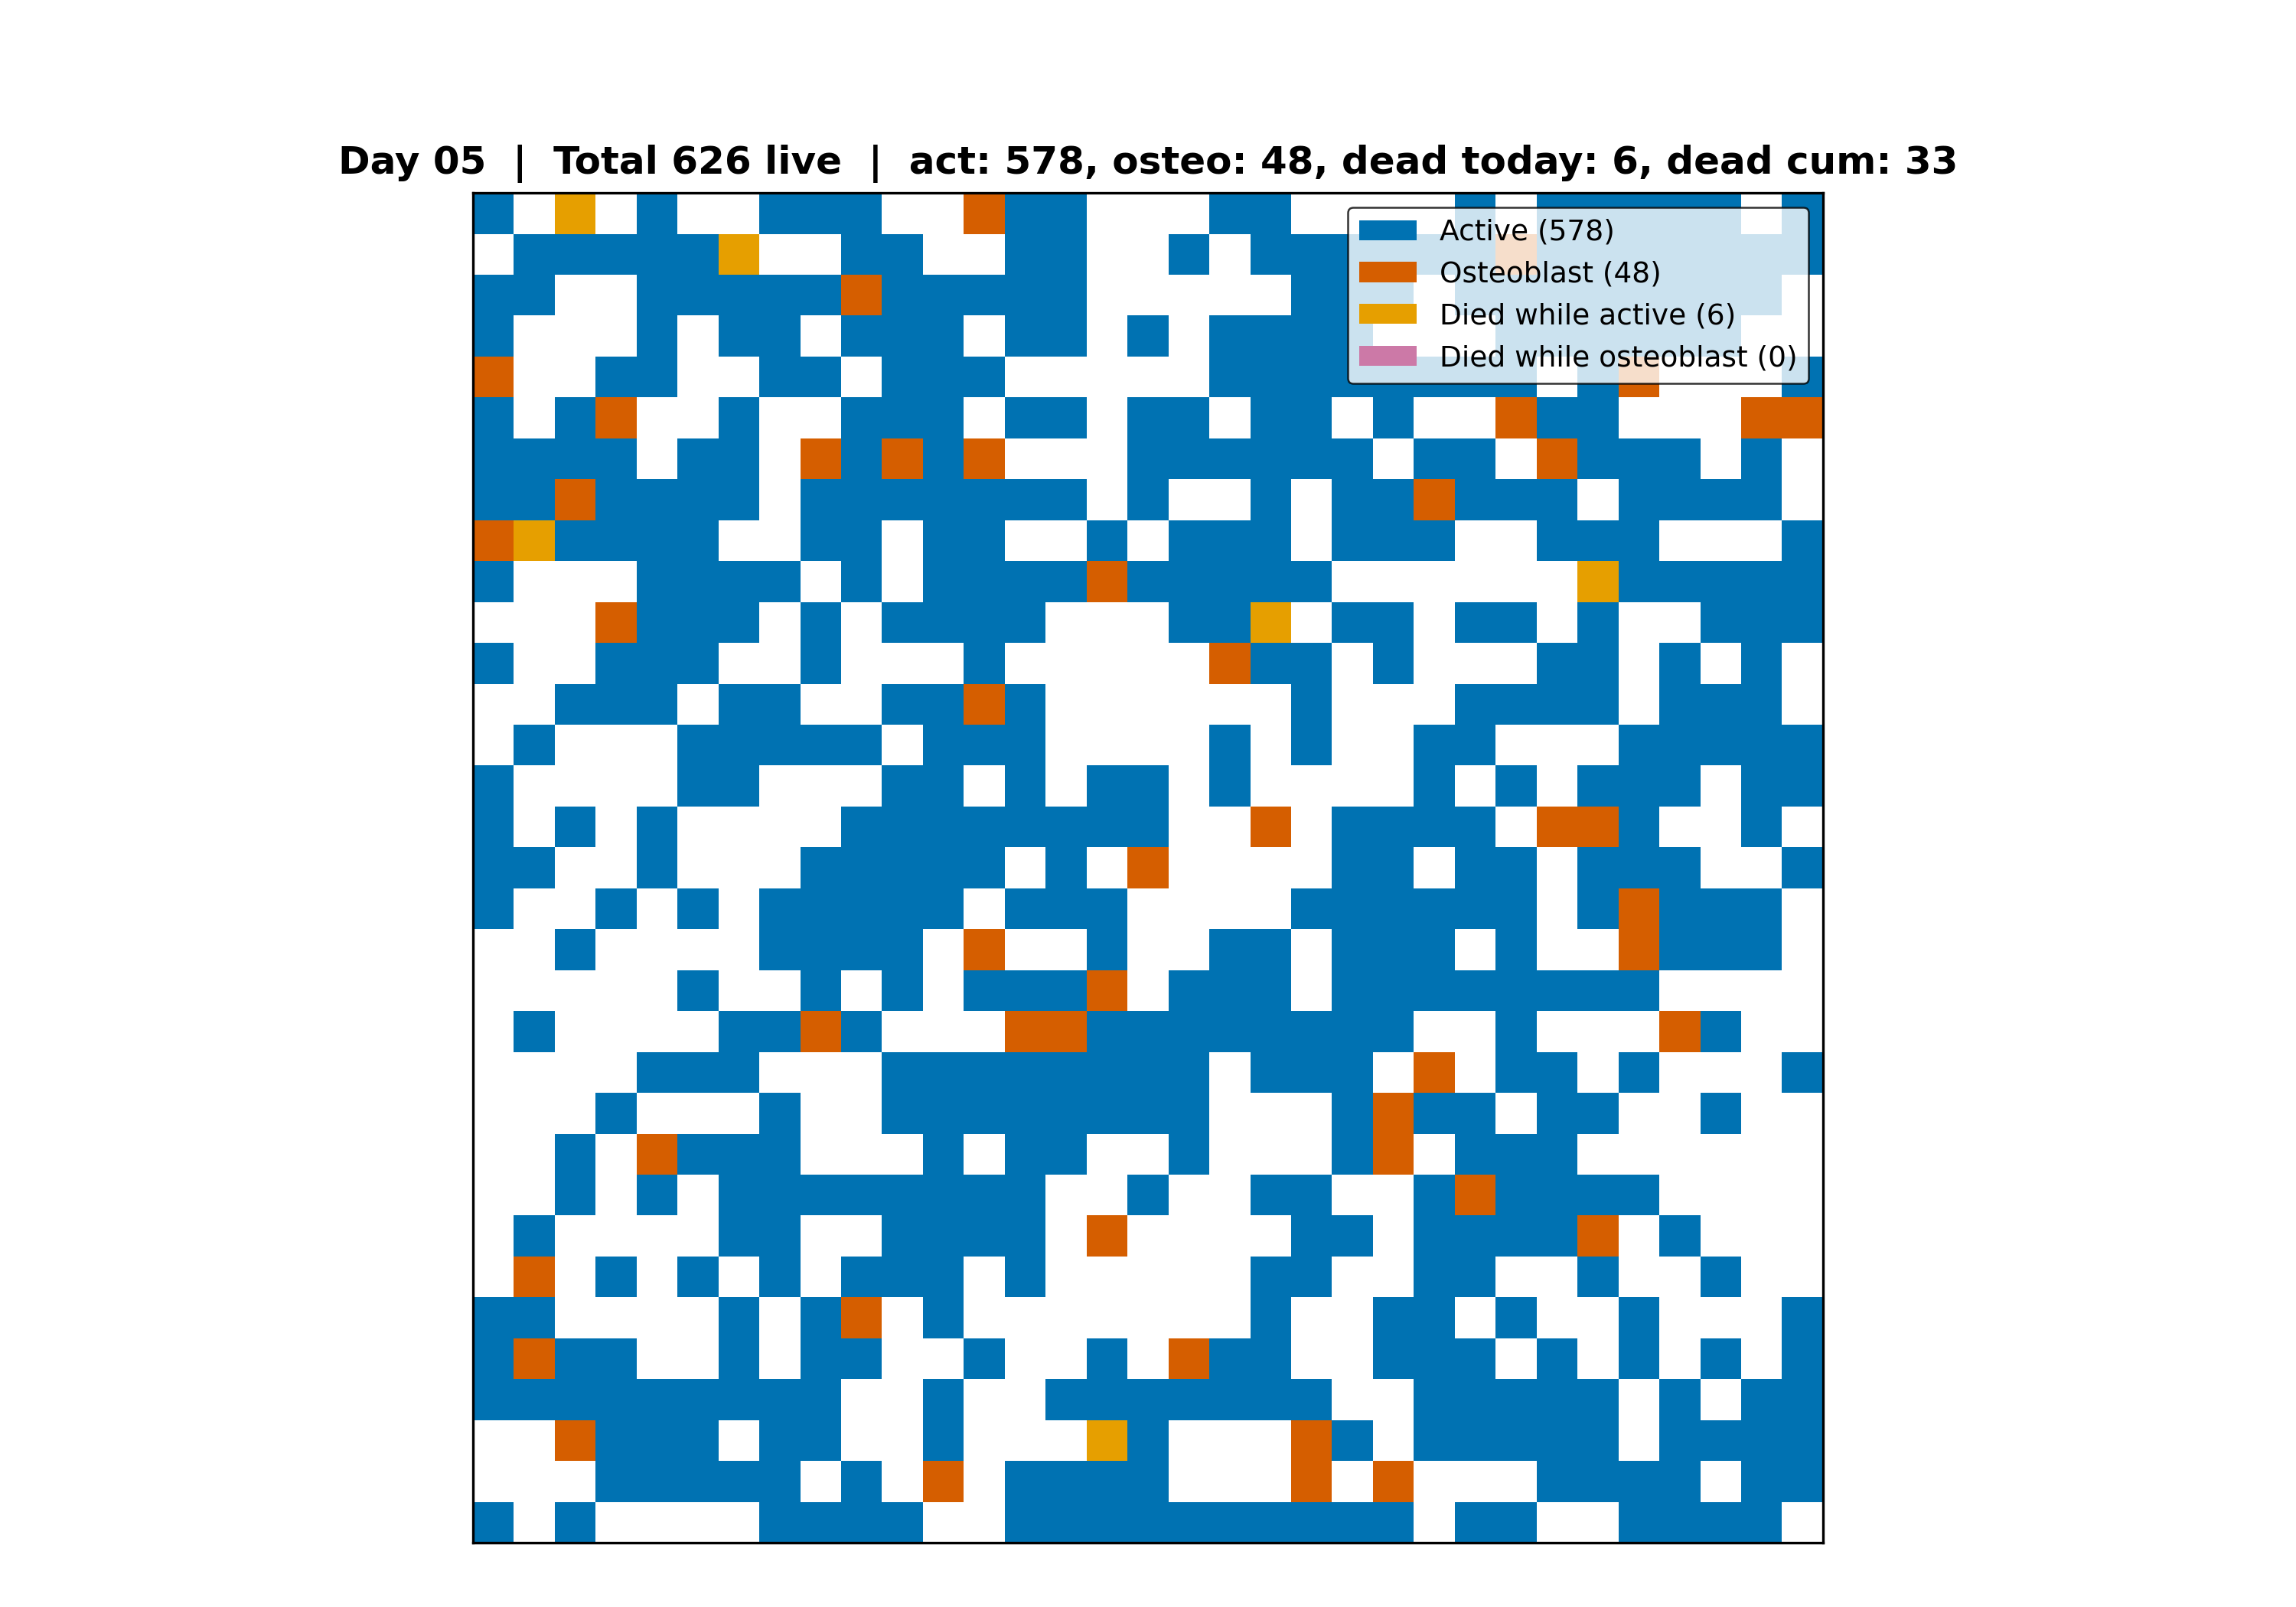 Day 05 | Total 626 live | act: 578, osteo: 48, dead today: 6, dead cum: 33
Active (578)
Osteoblast (48)
Died while active (6)
Died while osteoblast (0)